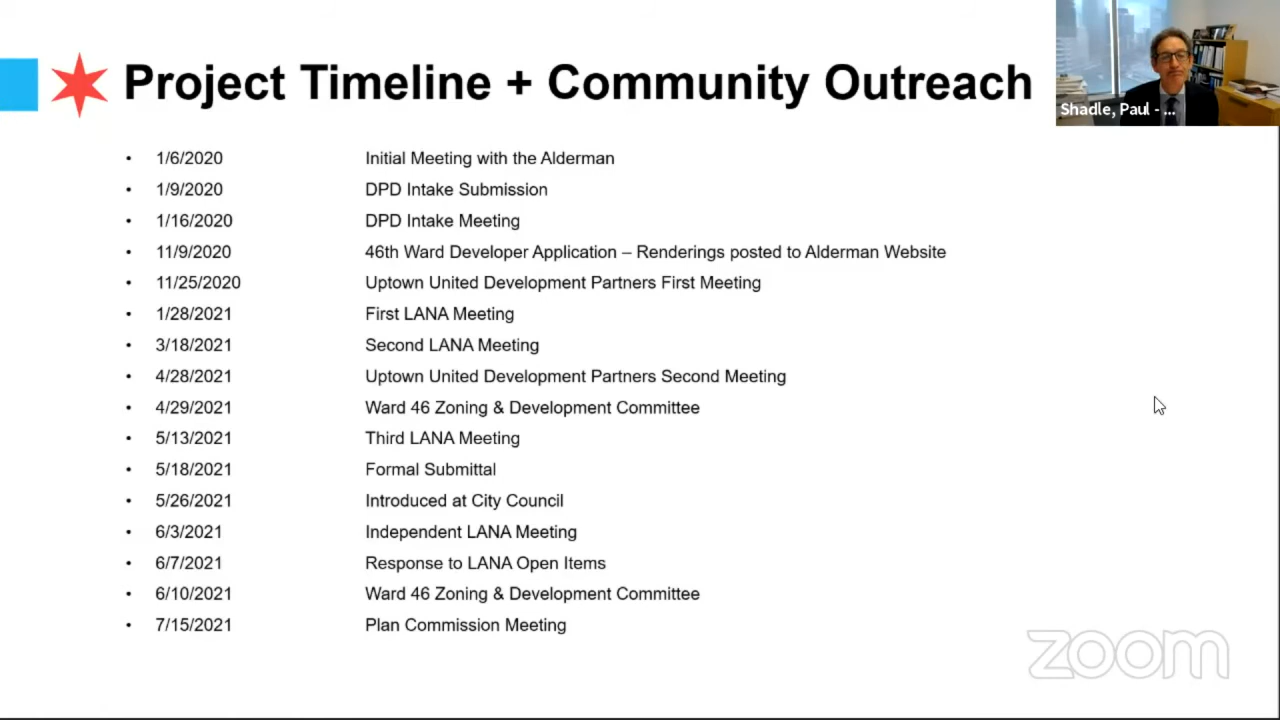 Project Timeline + Community Outreach
Shadle, Paul - ...
• 1/6/2020 Initial Meeting with the Alderman
• 1/9/2020 DPD Intake Submission
• 1/16/2020 DPD Intake Meeting
• 11/9/2020 46th Ward Developer Application – Renderings posted to Alderman Website
• 11/25/2020 Uptown United Development Partners First Meeting
• 1/28/2021 First LANA Meeting
• 3/18/2021 Second LANA Meeting
• 4/28/2021 Uptown United Development Partners Second Meeting
• 4/29/2021 Ward 46 Zoning & Development Committee
• 5/13/2021 Third LANA Meeting
• 5/18/2021 Formal Submittal
• 5/26/2021 Introduced at City Council
• 6/3/2021 Independent LANA Meeting
• 6/7/2021 Response to LANA Open Items
• 6/10/2021 Ward 46 Zoning & Development Committee
• 7/15/2021 Plan Commission Meeting
zoom